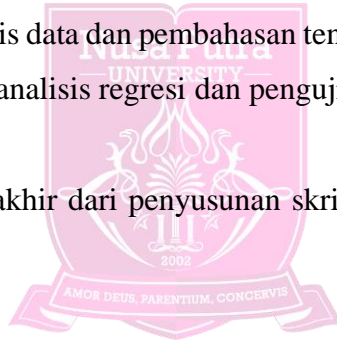 is data dan pembahasan ten
Nusa Putra
UNIVERSITY
analisis regresi dan penguji
akhir dari penyusunan skri
2002
AMOR DEUS, PARENTIUM, CONCERVIS